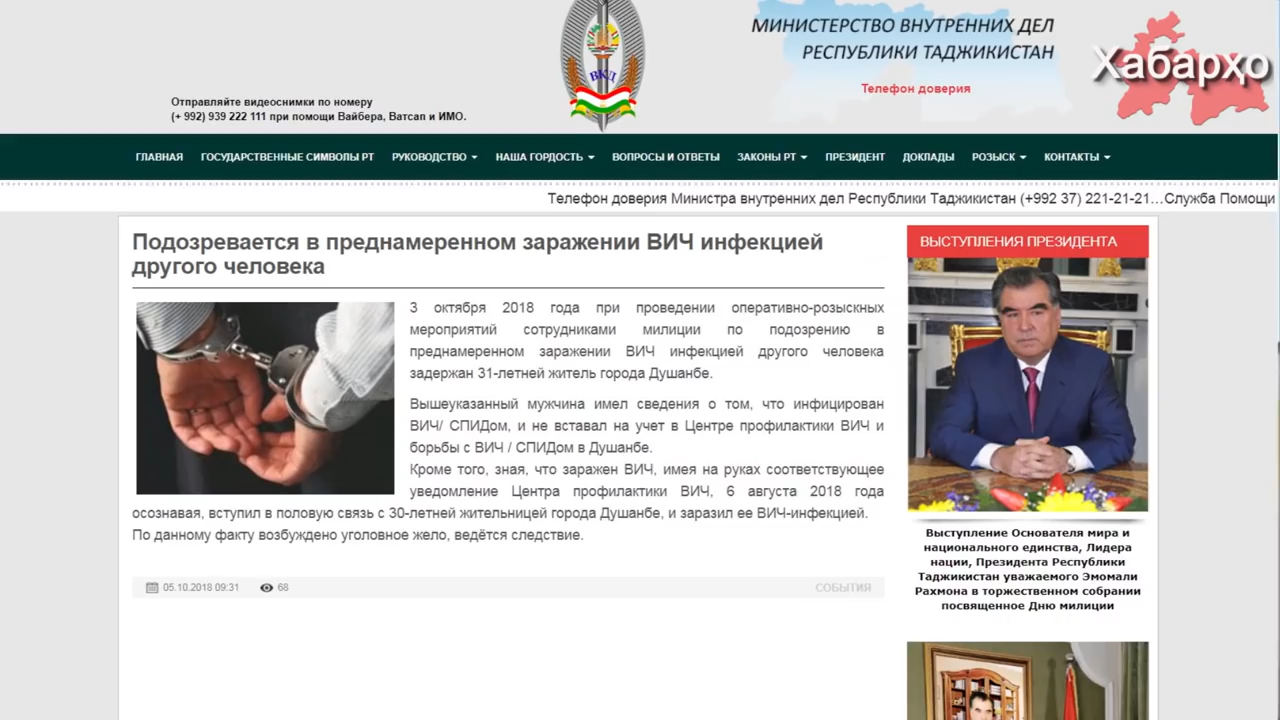 МИНИСТЕРСТВО ВНУТРЕННИХ ДЕЛ
РЕСПУБЛИКИ ТАДЖИКИСТАН
Телефон доверия
Хабарҳо
ВКД
Отправляйте видеоснимки по номеру
(+ 992) 939 222 111 при помощи Вайбера, Ватсап и ИМО.
ГЛАВНАЯ ГОСУДАРСТВЕННЫЕ СИМВОЛЫ РТ РУКОВОДСТВО НАША ГОРДОСТЬ ВОПРОСЫ И ОТВЕТЫ ЗАКОНЫ РТ ПРЕЗИДЕНТ ДОКЛАДЫ РОЗЫСК КОНТАКТЫ
Телефон доверия Министра внутренних дел Республики Таджикистан (+992 37) 221-21-21…Служба Помощи
Подозревается в преднамеренном заражении ВИЧ инфекцией
другого человека
3 октября 2018 года при проведении оперативно-розыскных
мероприятий сотрудниками милиции по подозрению в
преднамеренном заражении ВИЧ инфекцией другого человека
задержан 31-летней житель города Душанбе.
Вышеуказанный мужчина имел сведения о том, что инфицирован
ВИЧ/ СПИДом, и не вставал на учет в Центре профилактики ВИЧ и
борьбы с ВИЧ / СПИДом в Душанбе.
Кроме того, зная, что заражен ВИЧ, имея на руках соответствующее
уведомление Центра профилактики ВИЧ, 6 августа 2018 года
осознавая, вступил в половую связь с 30-летней жительницей города Душанбе, и заразил ее ВИЧ-инфекцией.
По данному факту возбуждено уголовное жело, ведётся следствие.
05.10.2018 09:31 68 СОБЫТИЯ
ВЫСТУПЛЕНИЯ ПРЕЗИДЕНТА
Выступление Основателя мира и
национального единства, Лидера
нации, Президента Республики
Таджикистан уважаемого Эмомали
Рахмона в торжественном собрании
посвященное Дню милиции